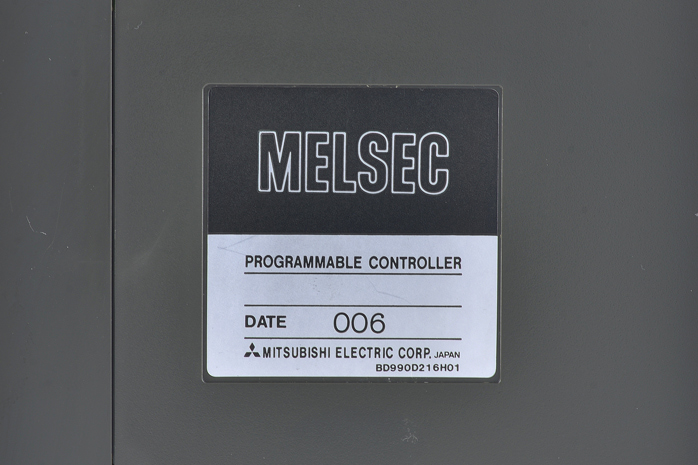 MELSEC
PROGRAMMABLE CONTROLLER
DATE 006
MITSUBISHI ELECTRIC CORP. JAPAN
BD990D216H01